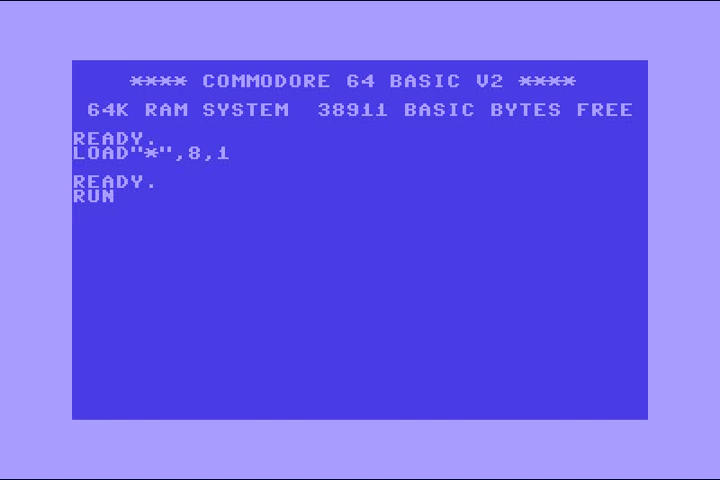 **** COMMODORE 64 BASIC V2 ****
64K RAM SYSTEM  38911 BASIC BYTES FREE
READY.
LOAD"*",8,1
READY.
RUN